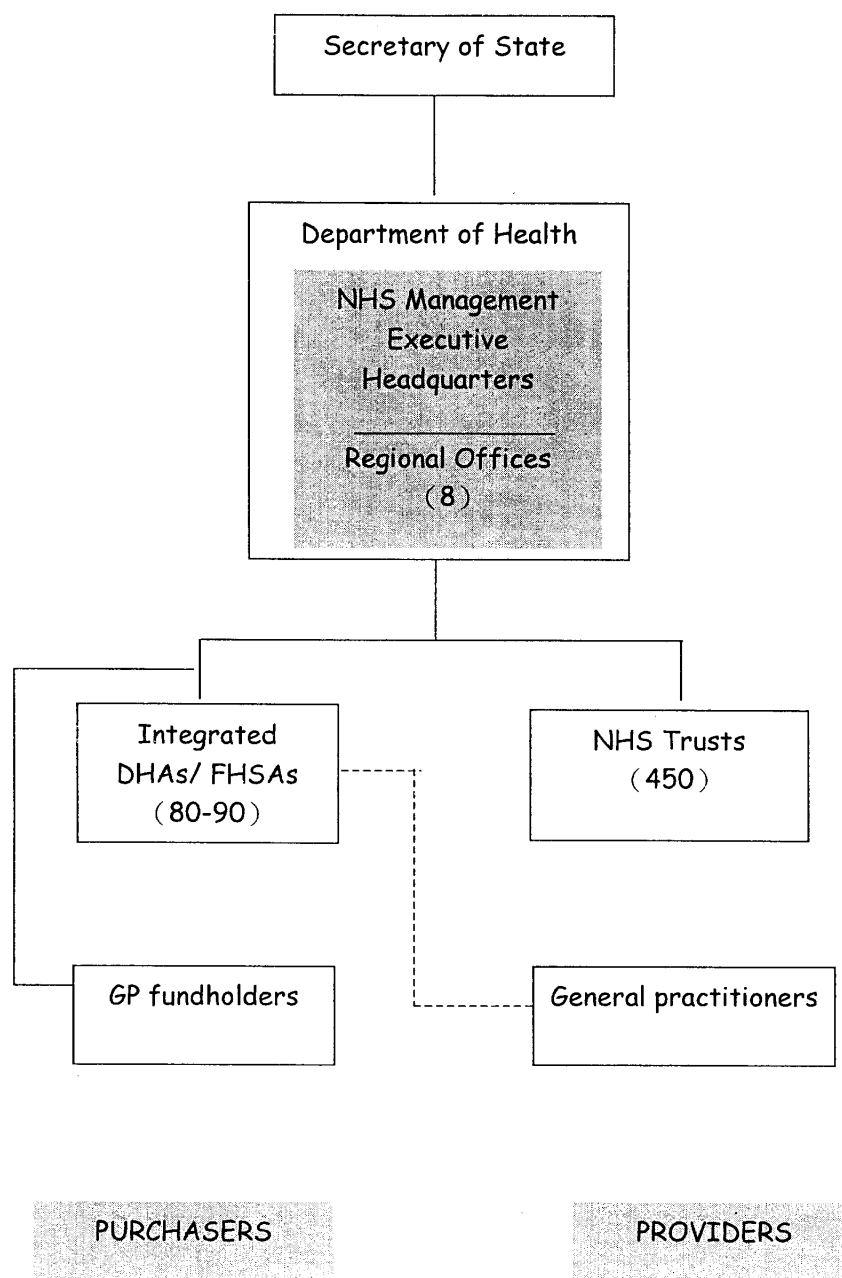 Secretary of State
Department of Health
NHS Management
Executive
Headquarters
Regional Offices
(8)
Integrated
DHAs/ FHSAs
(80-90)
NHS Trusts
(450)
GP fundholders
General practitioners
PURCHASERS
PROVIDERS